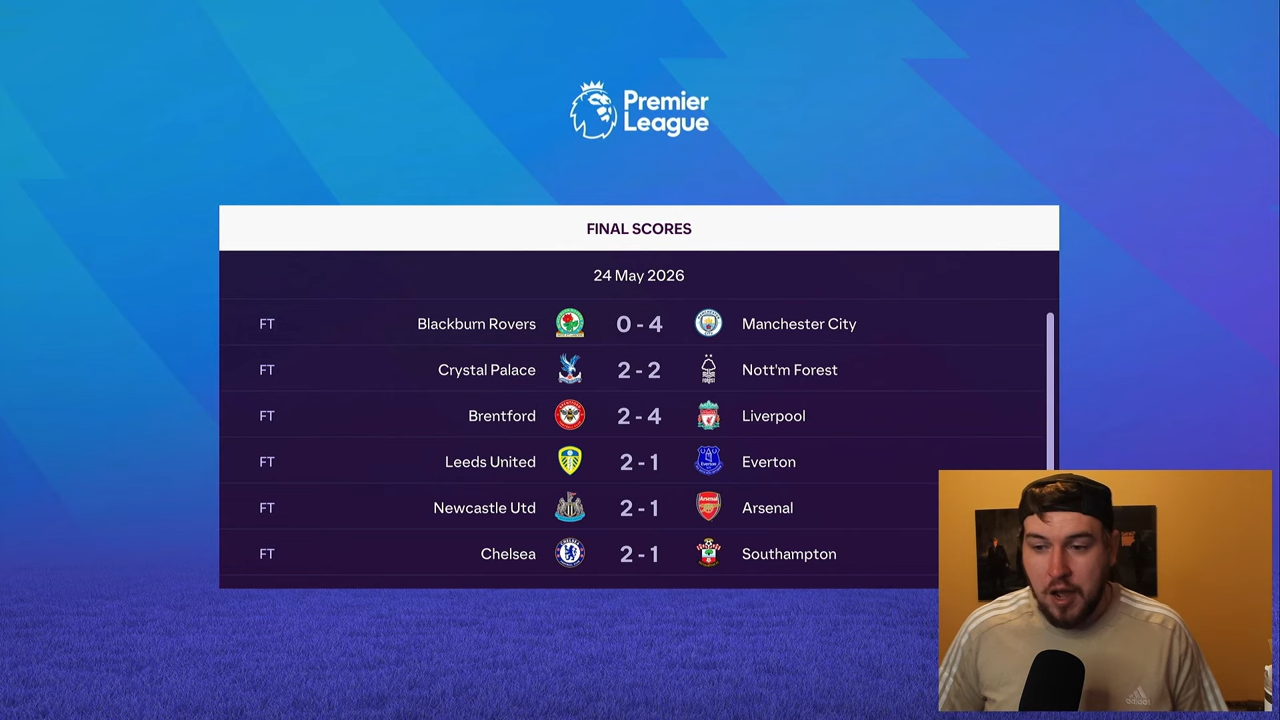 Premier
League
FINAL SCORES
24 May 2026
FT Blackburn Rovers 0 - 4 Manchester City
FT Crystal Palace 2 - 2 Nott'm Forest
FT Brentford 2 - 4 Liverpool
FT Leeds United 2 - 1 Everton
FT Newcastle Utd 2 - 1 Arsenal
FT Chelsea 2 - 1 Southampton
adidas